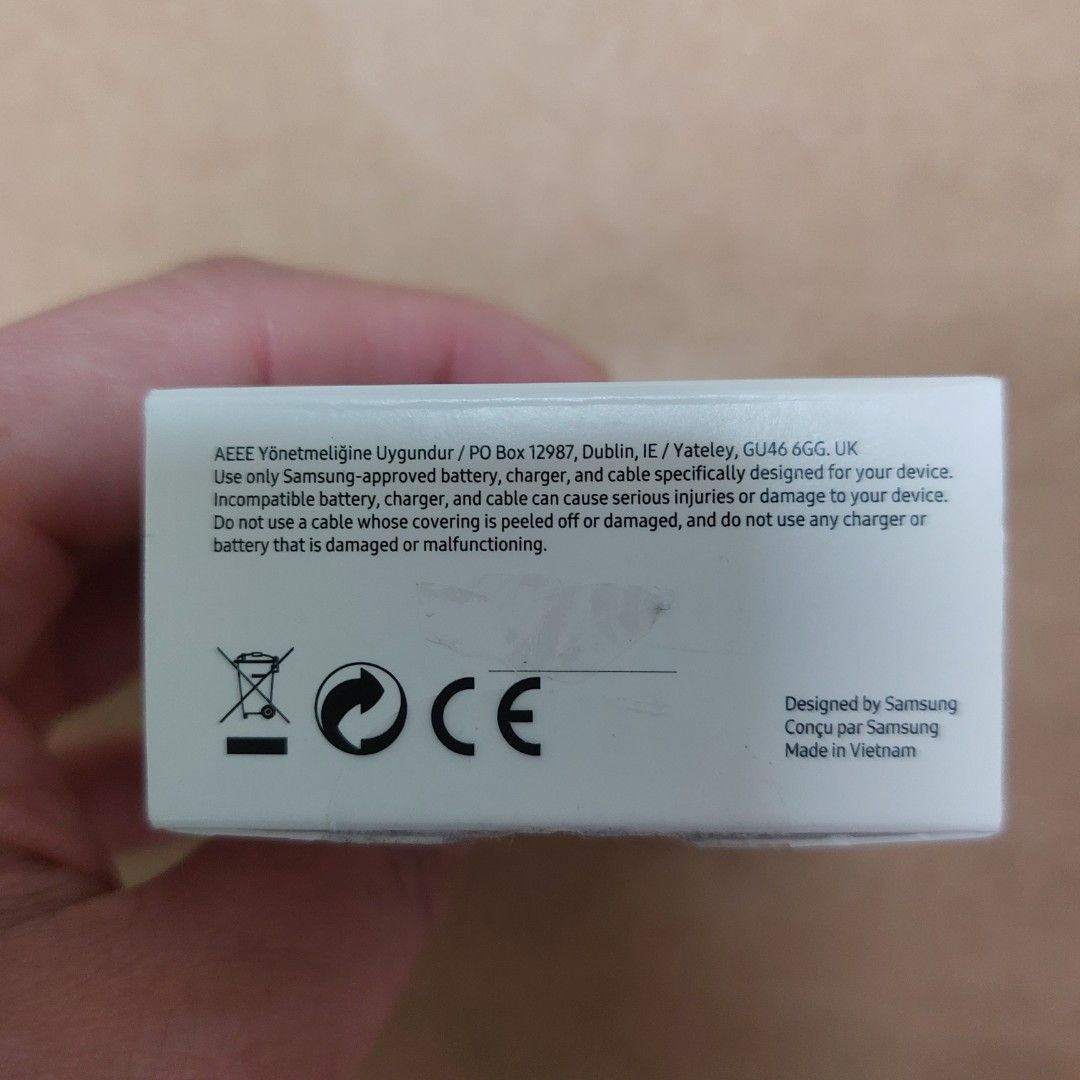 AEEE Yönetmeliğine Uygundur / PO Box 12987, Dublin, IE / Yateley, GU46 6GG. UK
Use only Samsung-approved battery, charger, and cable specifically designed for your device.
Incompatible battery, charger, and cable can cause serious injuries or damage to your device.
Do not use a cable whose covering is peeled off or damaged, and do not use any charger or
battery that is damaged or malfunctioning.
CE
Designed by Samsung
Conçu par Samsung
Made in Vietnam